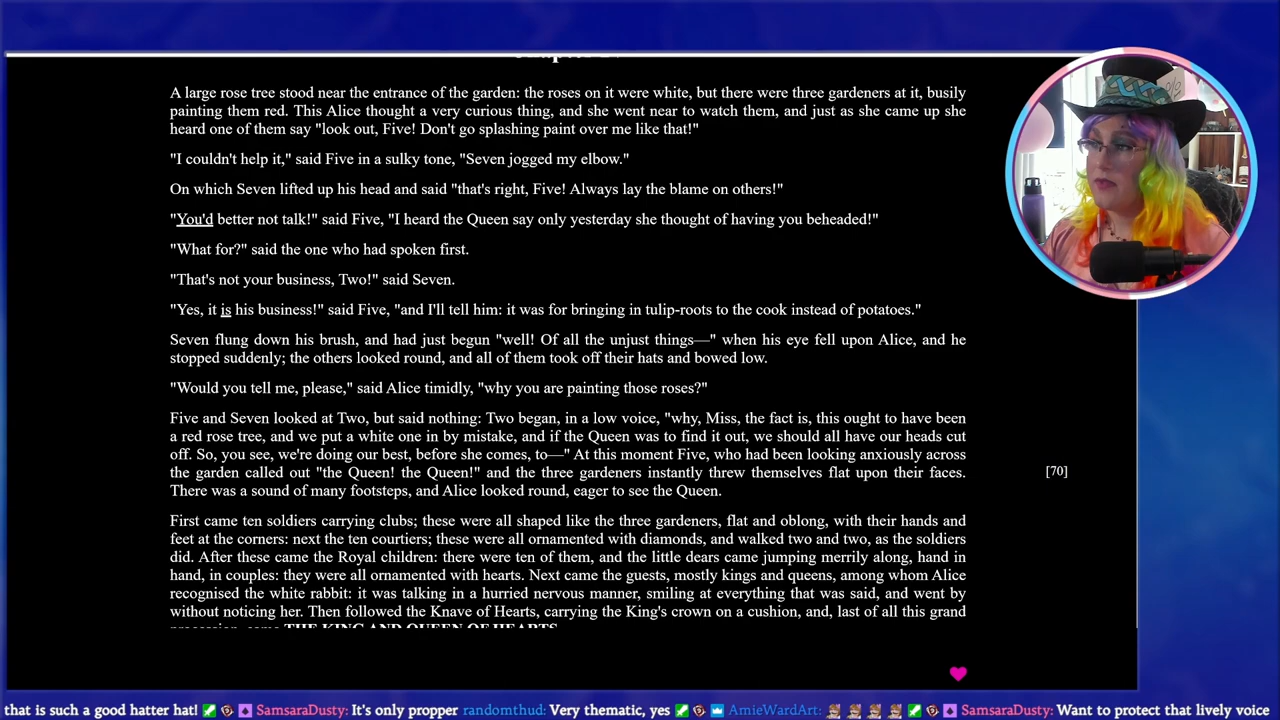 A large rose tree stood near the entrance of the garden: the roses on it were white, but there were three gardeners at it, busily
painting them red. This Alice thought a very curious thing, and she went near to watch them, and just as she came up she
heard one of them say "look out, Five! Don't go splashing paint over me like that!"
"I couldn't help it," said Five in a sulky tone, "Seven jogged my elbow."
On which Seven lifted up his head and said "that's right, Five! Always lay the blame on others!"
"You'd better not talk!" said Five, "I heard the Queen say only yesterday she thought of having you beheaded!"
"What for?" said the one who had spoken first.
"That's not your business, Two!" said Seven.
"Yes, it is his business!" said Five, "and I'll tell him: it was for bringing in tulip-roots to the cook instead of potatoes."
Seven flung down his brush, and had just begun "well! Of all the unjust things—" when his eye fell upon Alice, and he
stopped suddenly; the others looked round, and all of them took off their hats and bowed low.
"Would you tell me, please," said Alice timidly, "why you are painting those roses?"
Five and Seven looked at Two, but said nothing: Two began, in a low voice, "why, Miss, the fact is, this ought to have been
a red rose tree, and we put a white one in by mistake, and if the Queen was to find it out, we should all have our heads cut
off. So, you see, we're doing our best, before she comes, to—" At this moment Five, who had been looking anxiously across
the garden called out "the Queen! the Queen!" and the three gardeners instantly threw themselves flat upon their faces.
[70]
There was a sound of many footsteps, and Alice looked round, eager to see the Queen.
First came ten soldiers carrying clubs; these were all shaped like the three gardeners, flat and oblong, with their hands and
feet at the corners: next the ten courtiers; these were all ornamented with diamonds, and walked two and two, as the soldiers
did. After these came the Royal children: there were ten of them, and the little dears came jumping merrily along, hand in
hand, in couples: they were all ornamented with hearts. Next came the guests, mostly kings and queens, among whom Alice
recognised the white rabbit: it was talking in a hurried nervous manner, smiling at everything that was said, and went by
without noticing her. Then followed the Knave of Hearts, carrying the King's crown on a cushion, and, last of all this grand
THE KING AND QUEEN OF HEARTS
that is such a good hatter hat! SamsaraDusty: It's only propper randomthud: Very thematic, yes AmieWardArt: SamsaraDusty: Want to protect that lively voice